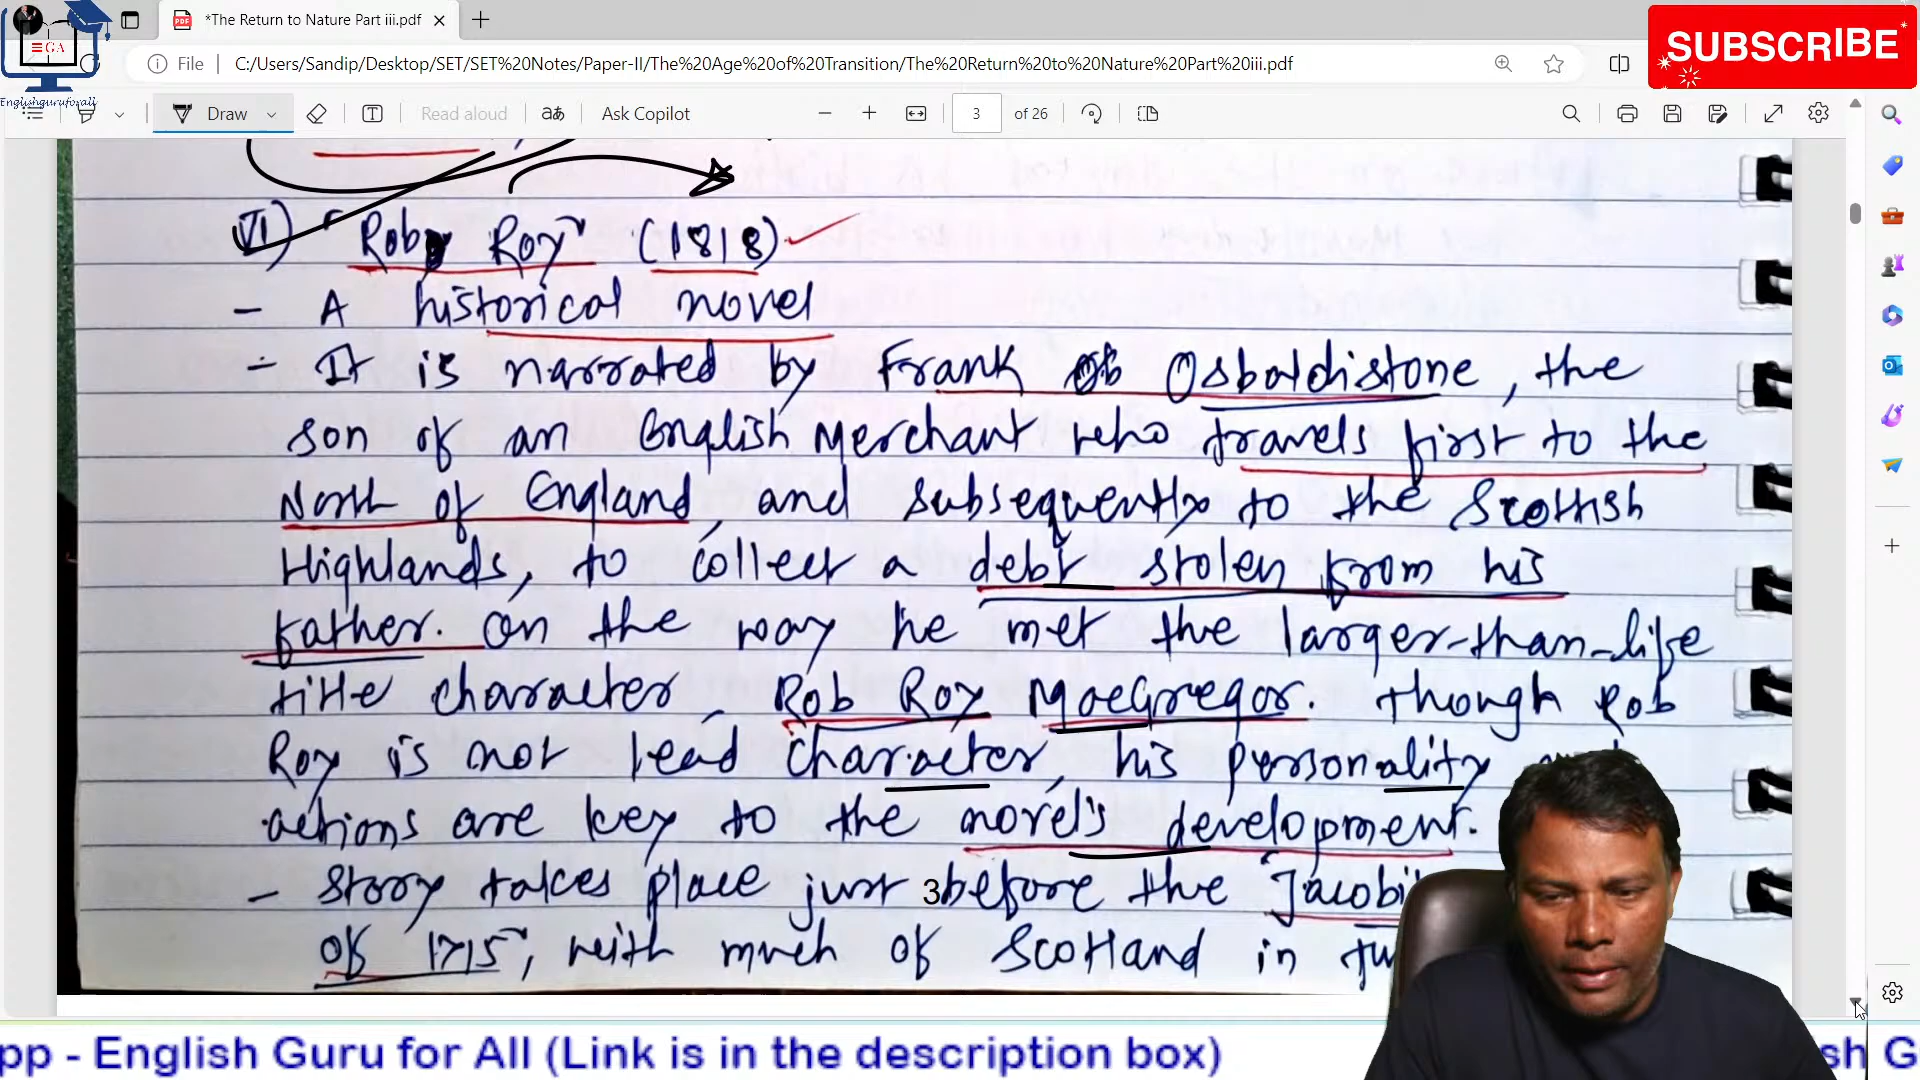 *The Return to Nature Part iii.pdf
SUBSCRIBE
EGA
Englishguruforall
File C:/Users/Sandip/Desktop/SET/SET%20Notes/Paper-II/The%20Age%20of%20Transition/The%20Return%20to%20Nature%20Part%20iii.pdf
Draw Read aloud aあ Ask Copilot 3 of 26
VI) "Rob Roy" (1818)
- A historical novel
- It is narrated by Frank Osbaldistone, the
son of an English Merchant who travels first to the
North of England, and subsequently to the Scottish
Highlands, to collect a debt stolen from his
father. On the way he met the larger-than-life
title character, Rob Roy MacGregor. Though Rob
Roy is not lead character, his personality
actions are key to the novel's development.
- Story takes place just 3 before the Jacobi
of 1715, with much of Scotland in
pp - English Guru for All (Link is in the description box) sh G